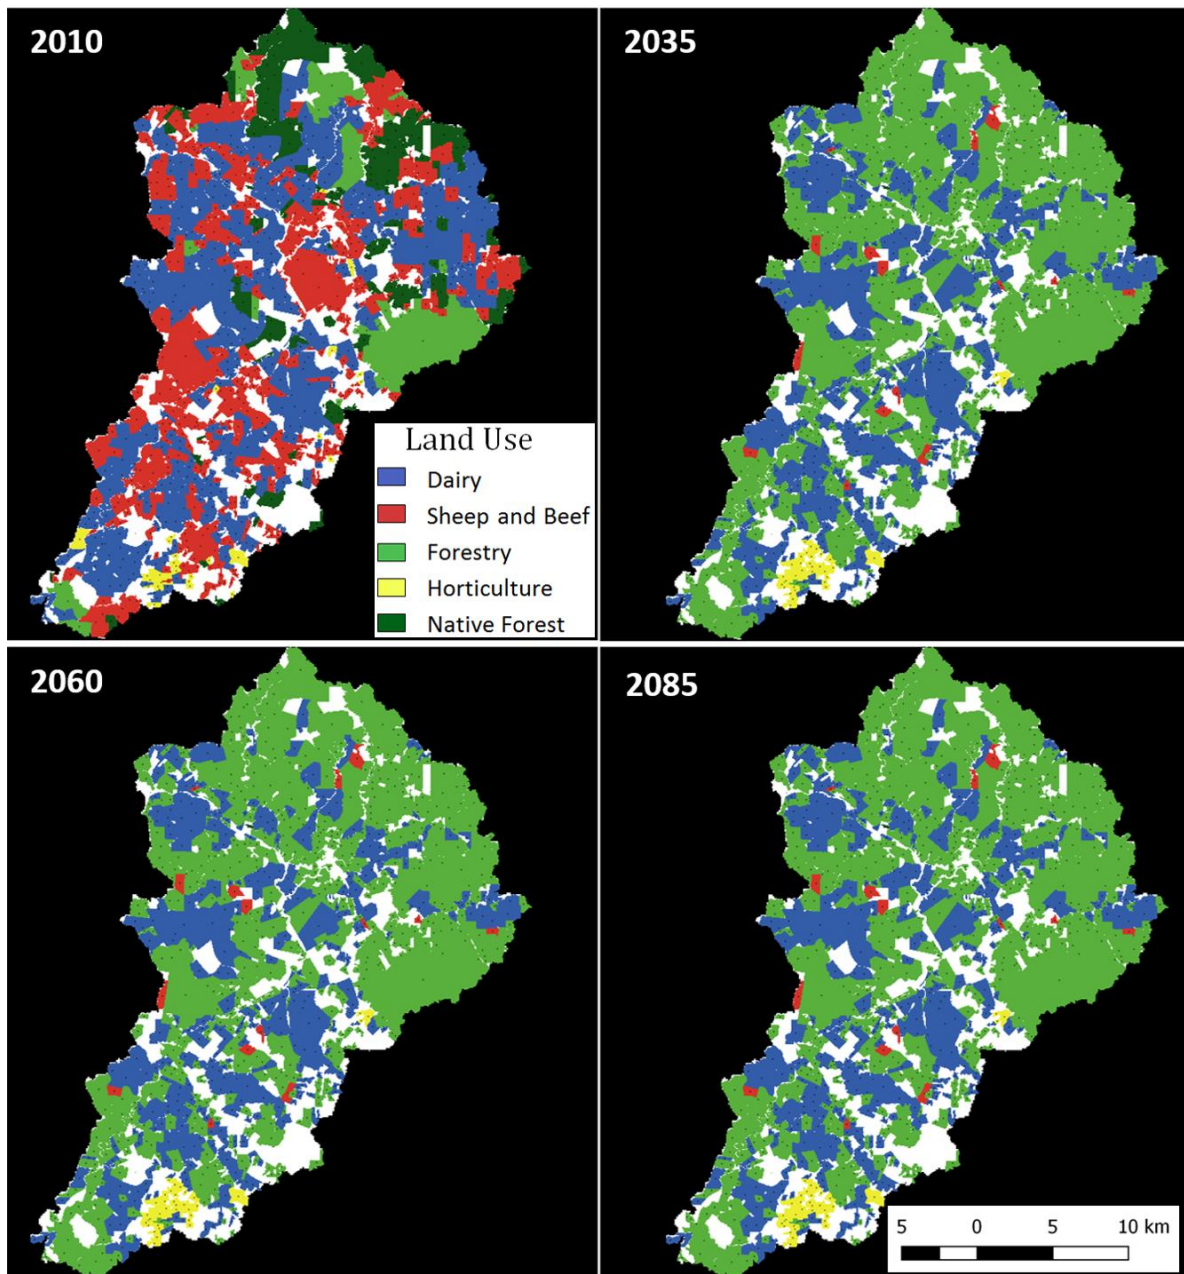 2010
2035
Land Use
Dairy
Sheep and Beef
Forestry
Horticulture
Native Forest
2060
2085
5 0 5 10 km